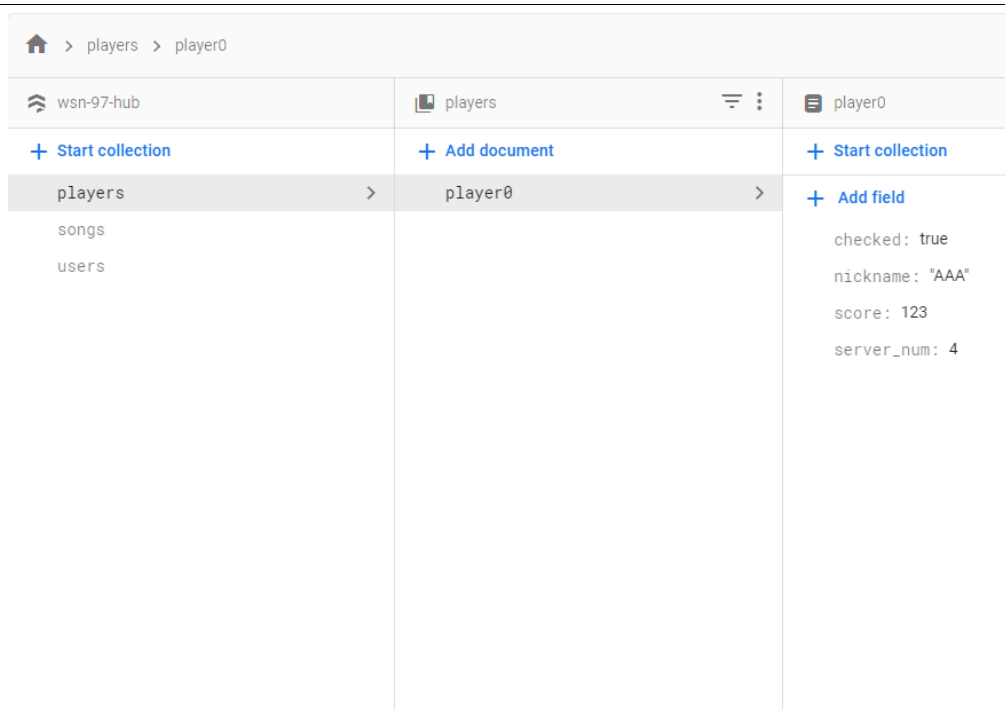 players > player0
wsn-97-hub
Start collection
players
songs
users
players
Add document
player0
player0
Start collection
Add field
checked: true
nickname: "AAA"
score: 123
server_num: 4